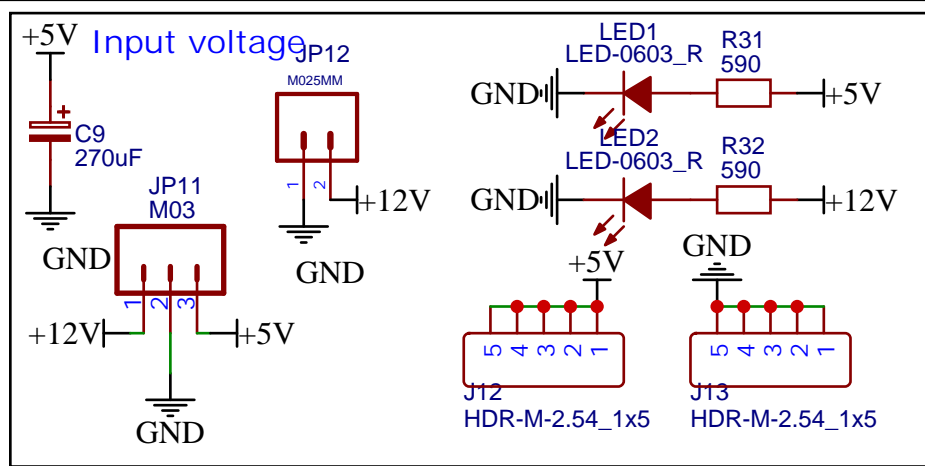 Input voltage
+5V
C9
270uF
GND
JP12
M025MM
1
2
+12V
GND
JP11
M03
1
2
3
+12V
+5V
GND
LED1
LED-0603_R
R31
590
GND
+5V
LED2
LED-0603_R
R32
590
GND
+12V
+5V
5
4
3
2
1
J12
HDR-M-2.54_1x5
GND
5
4
3
2
1
J13
HDR-M-2.54_1x5